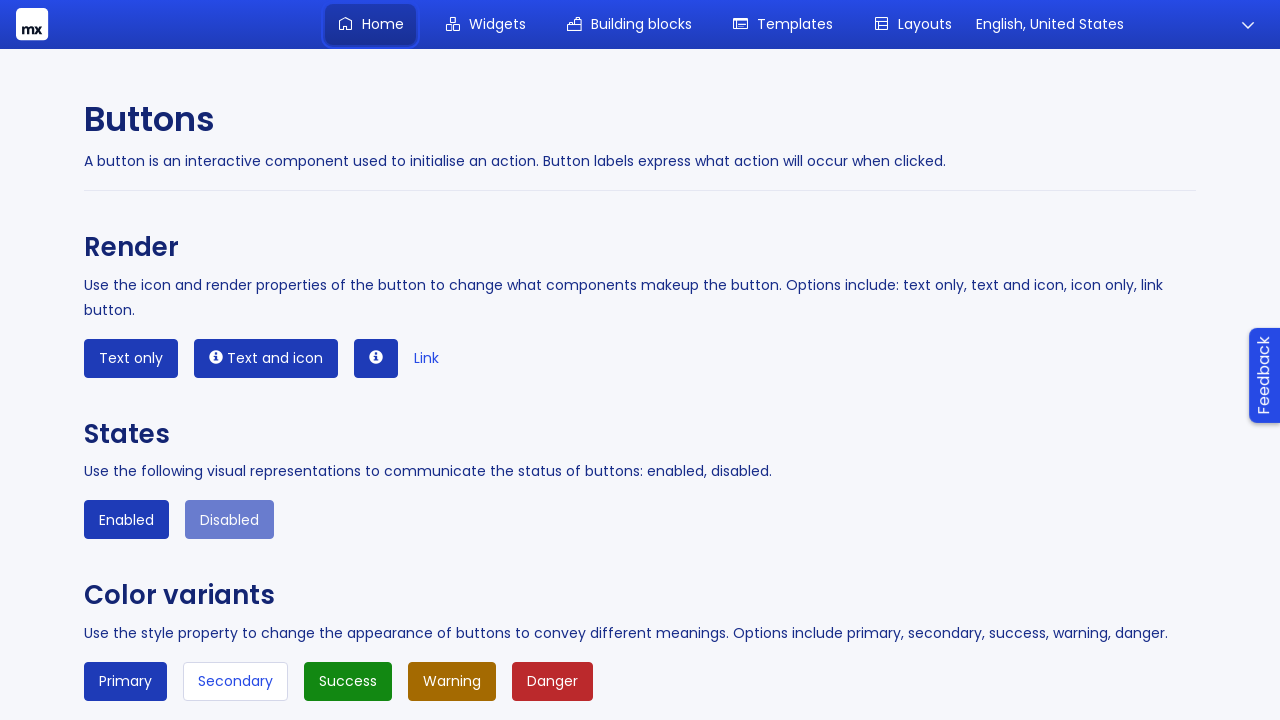 mx
Home
Widgets
Building blocks
Templates
Layouts
English, United States
Buttons
A button is an interactive component used to initialise an action. Button labels express what action will occur when clicked.
Render
Use the icon and render properties of the button to change what components makeup the button. Options include: text only, text and icon, icon only, link
button.
Text only
Text and icon
Link
Feedback
States
Use the following visual representations to communicate the status of buttons: enabled, disabled.
Enabled
Disabled
Color variants
Use the style property to change the appearance of buttons to convey different meanings. Options include primary, secondary, success, warning, danger.
Primary
Secondary
Success
Warning
Danger